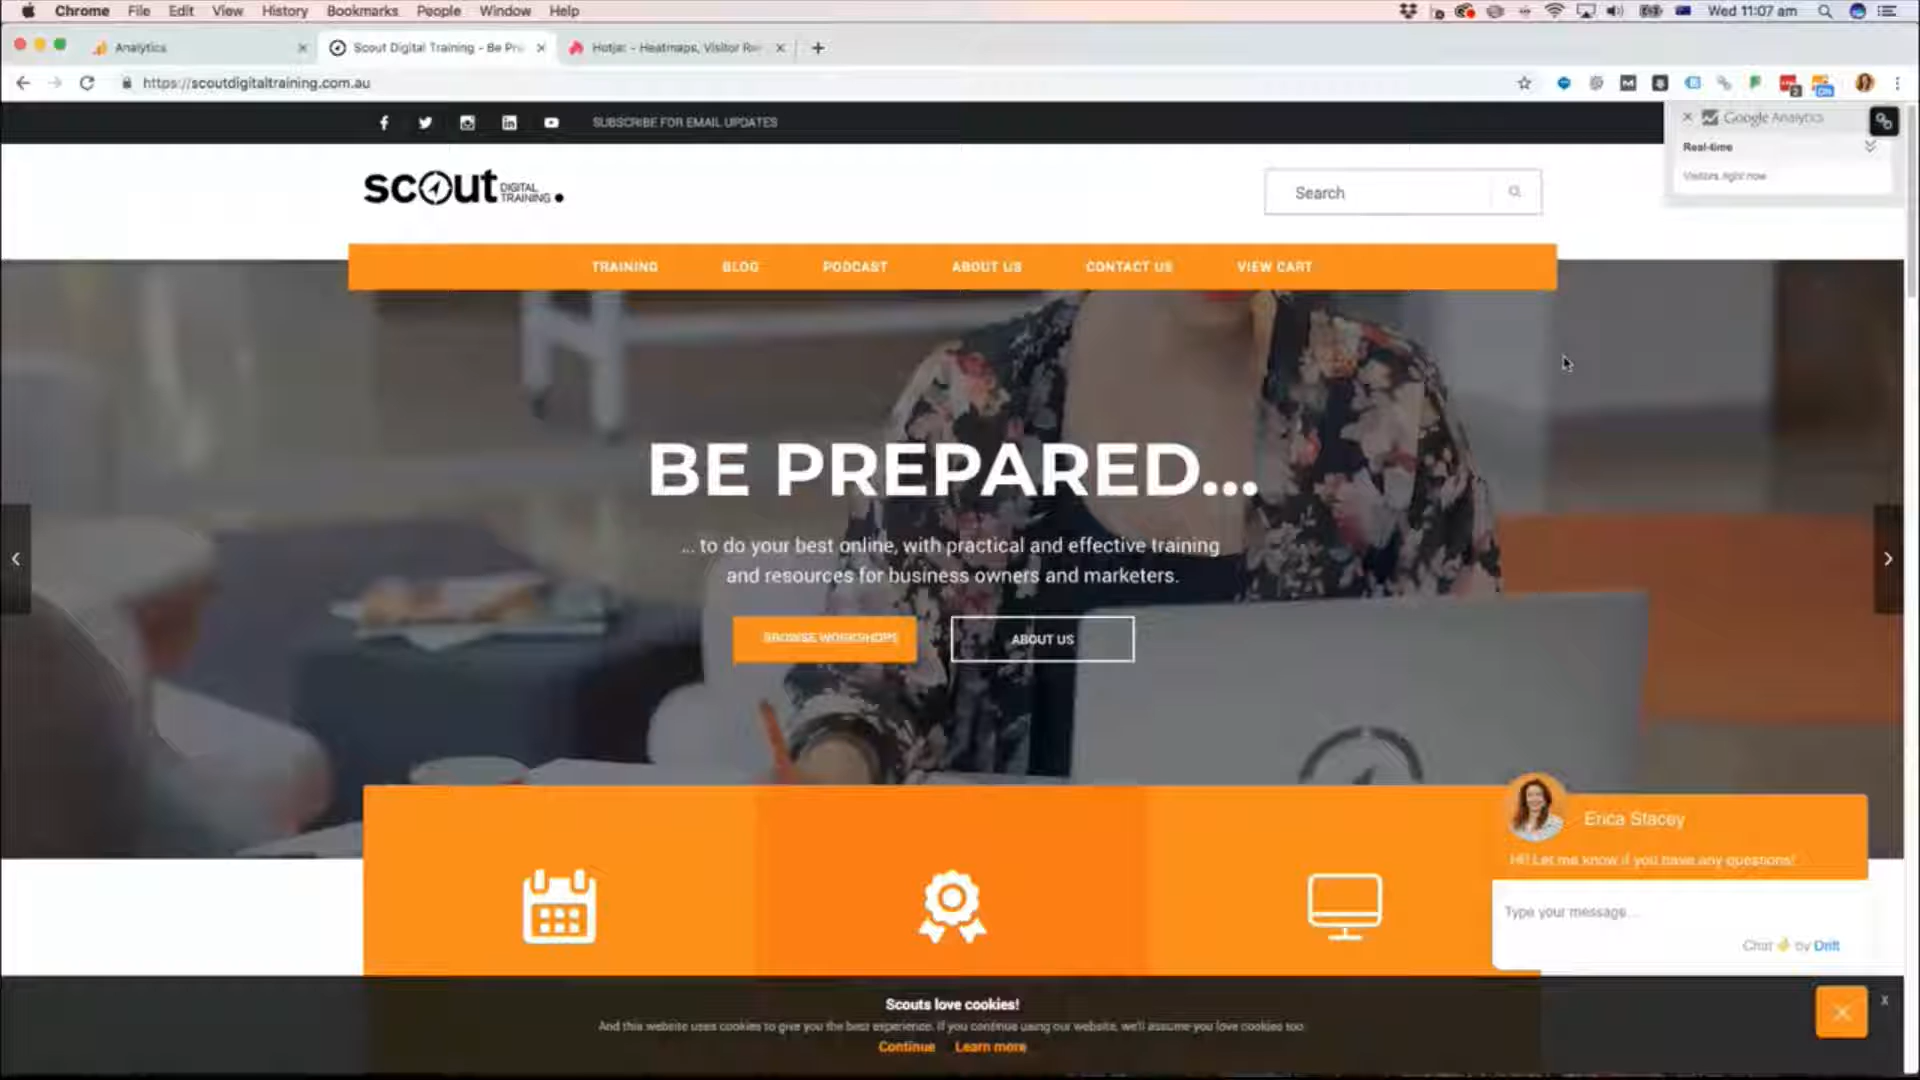 Chrome File Edit View History Bookmarks People Window Help Wed 11:07 am
Analytics Scout Digital Training - Be Pre Hotjar - Heatmaps, Visitor Re
https://scoutdigitaltraining.com.au
SUBSCRIBE FOR EMAIL UPDATES
Google Analytics
Real-time
Visitors right now
scout DIGITAL TRAINING
Search
TRAINING BLOG PODCAST ABOUT US CONTACT US VIEW CART
BE PREPARED...
... to do your best online, with practical and effective training
and resources for business owners and marketers.
BROWSE WORKSHOPS ABOUT US
Erica Stacey
Hi! Let me know if you have any questions!
Type your message...
Chat by Drift
Scouts love cookies!
And this website uses cookies to give you the best experience. If you continue using our website, we'll assume you love cookies too.
Continue Learn more